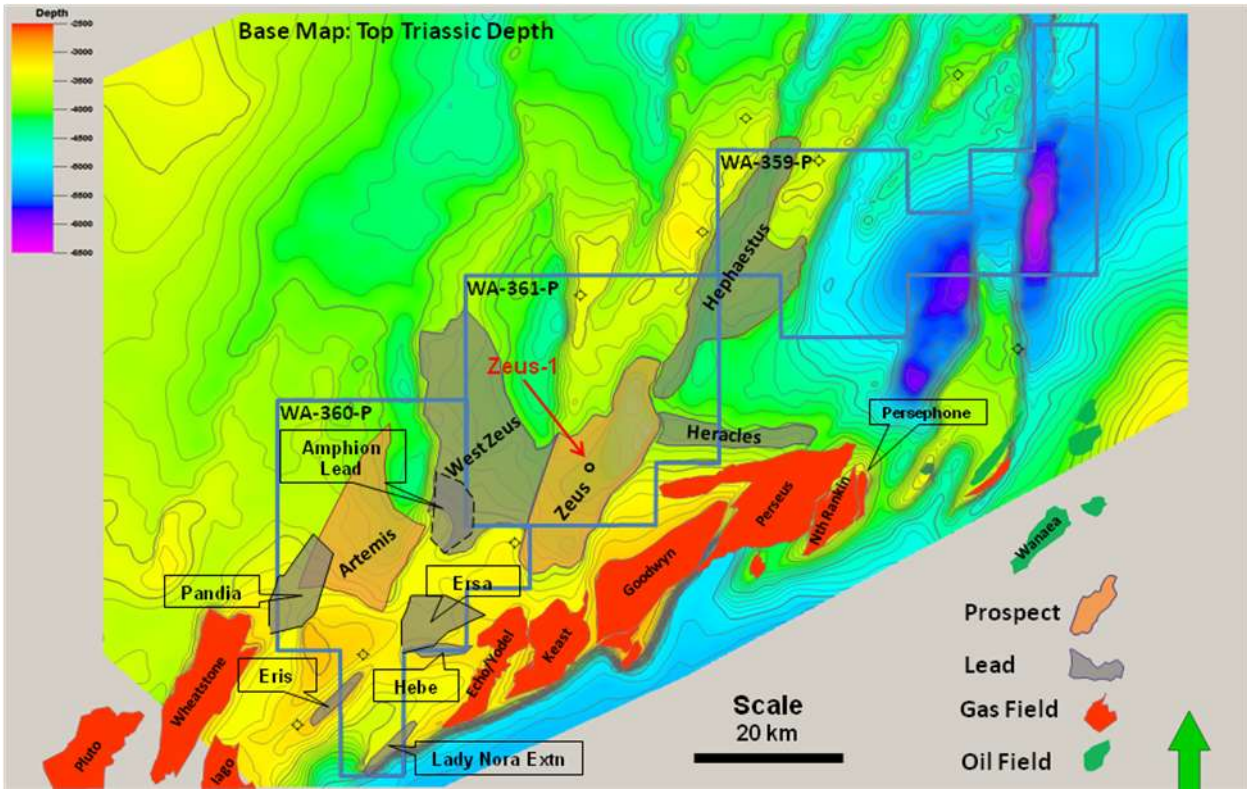 Depth
Base Map: Top Triassic Depth
-2500
-3000
-3500
-4000
-4500
-5000
-5500
-6000
-6500
WA-359-P
Hephaestus
WA-361-P
Zeus-1
WA-360-P
Amphion
Lead
West Zeus
Persephone
Heracles
Zeus
Artemis
Perseus
Nth Rankin
Wanaea
Goodwyn
Pandia
Ersa
Prospect
Keast
Echo/Yodel
Lead
Wheatstone
Eris
Hebe
Scale
20 km
Gas Field
Pluto
Iago
Lady Nora Extn
Oil Field